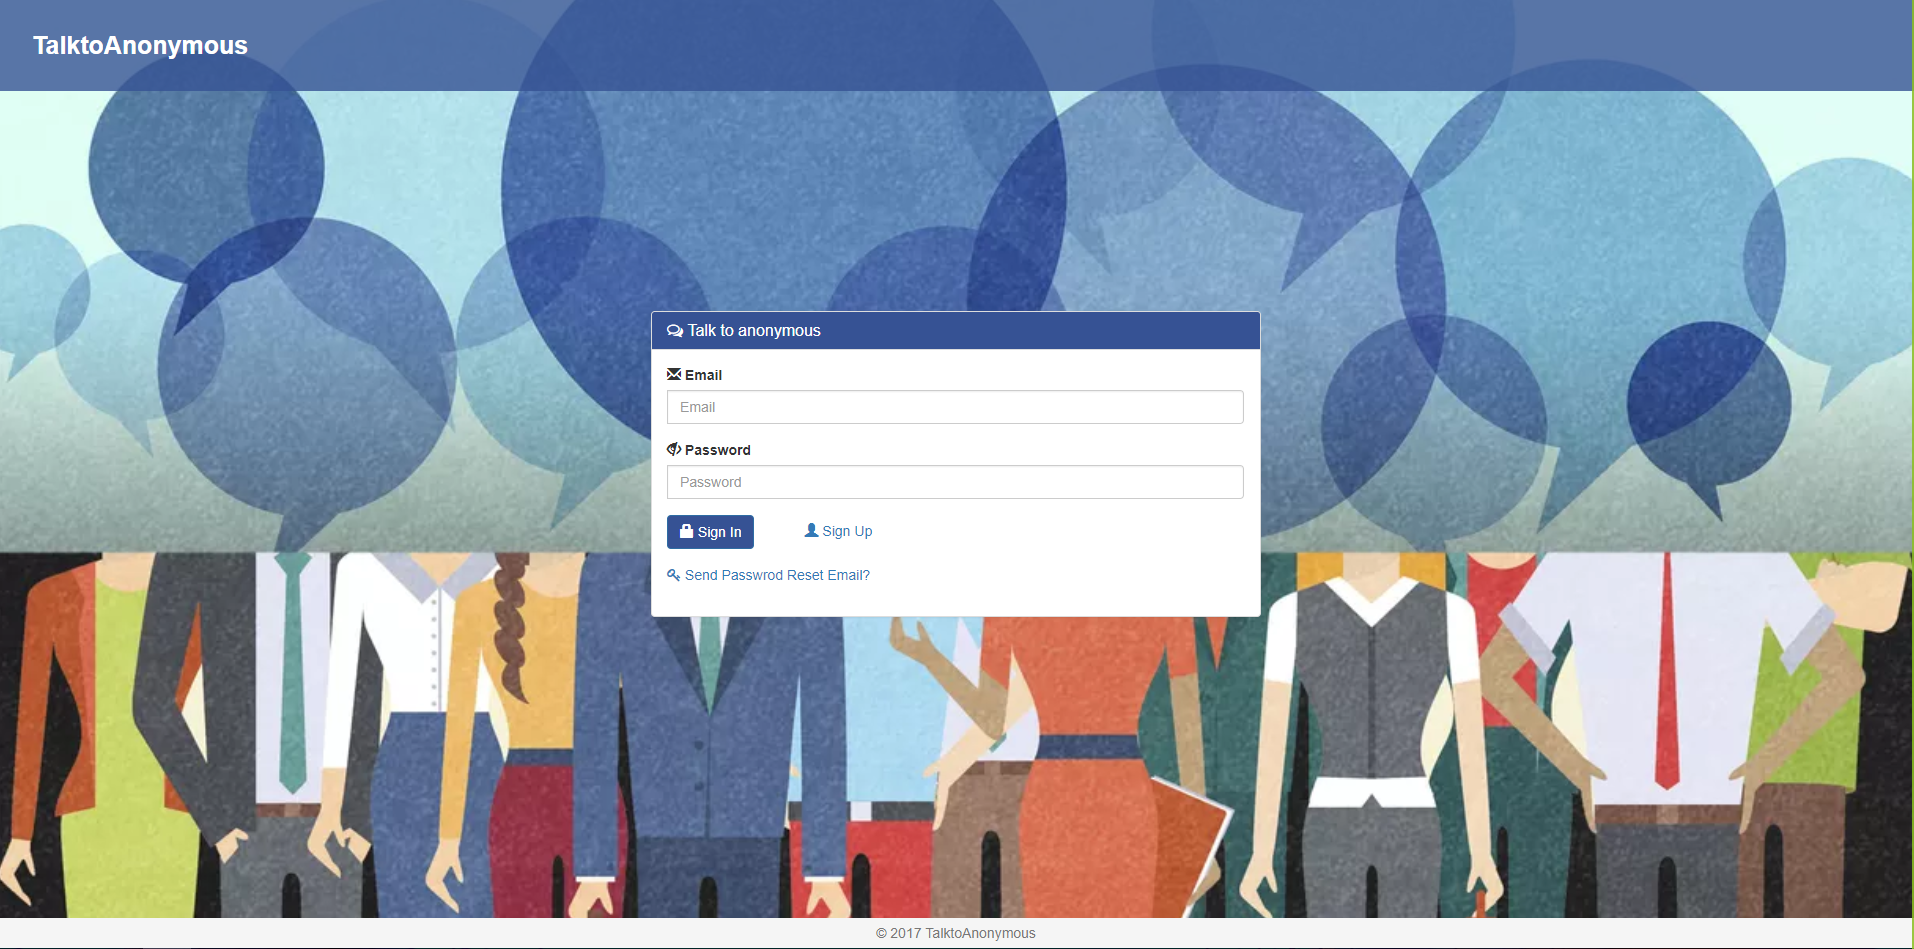 TalktoAnonymous
Talk to anonymous
Email
Email
Password
Password
Sign In Sign Up
Send Passwrod Reset Email?
© 2017 TalktoAnonymous